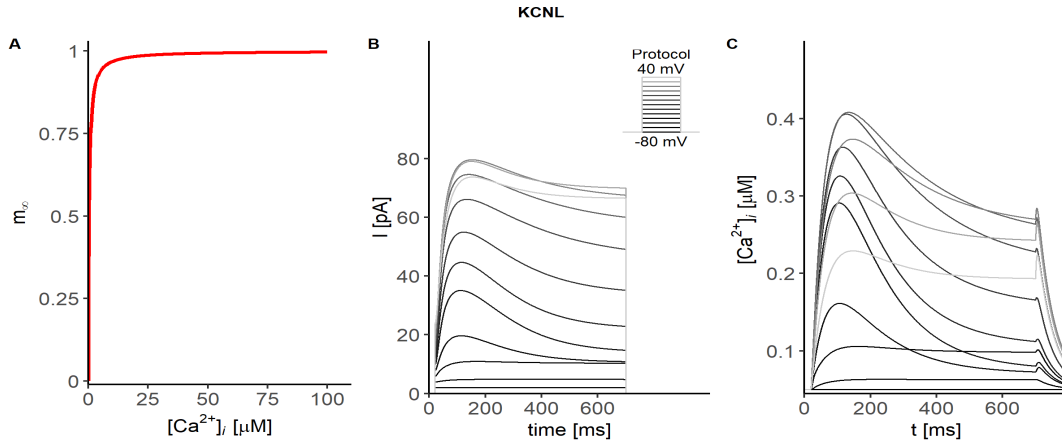 KCNL
A
m∞
1
0.75
0.5
0.25
0
0 25 50 75 100
[Ca²⁺]ᵢ [µM]
B
I [pA]
80
60
40
20
0
0 200 400 600
time [ms]
Protocol
40 mV
-80 mV
C
[Ca²⁺]ᵢ [µM]
0.4
0.3
0.2
0.1
0 200 400 600
t [ms]